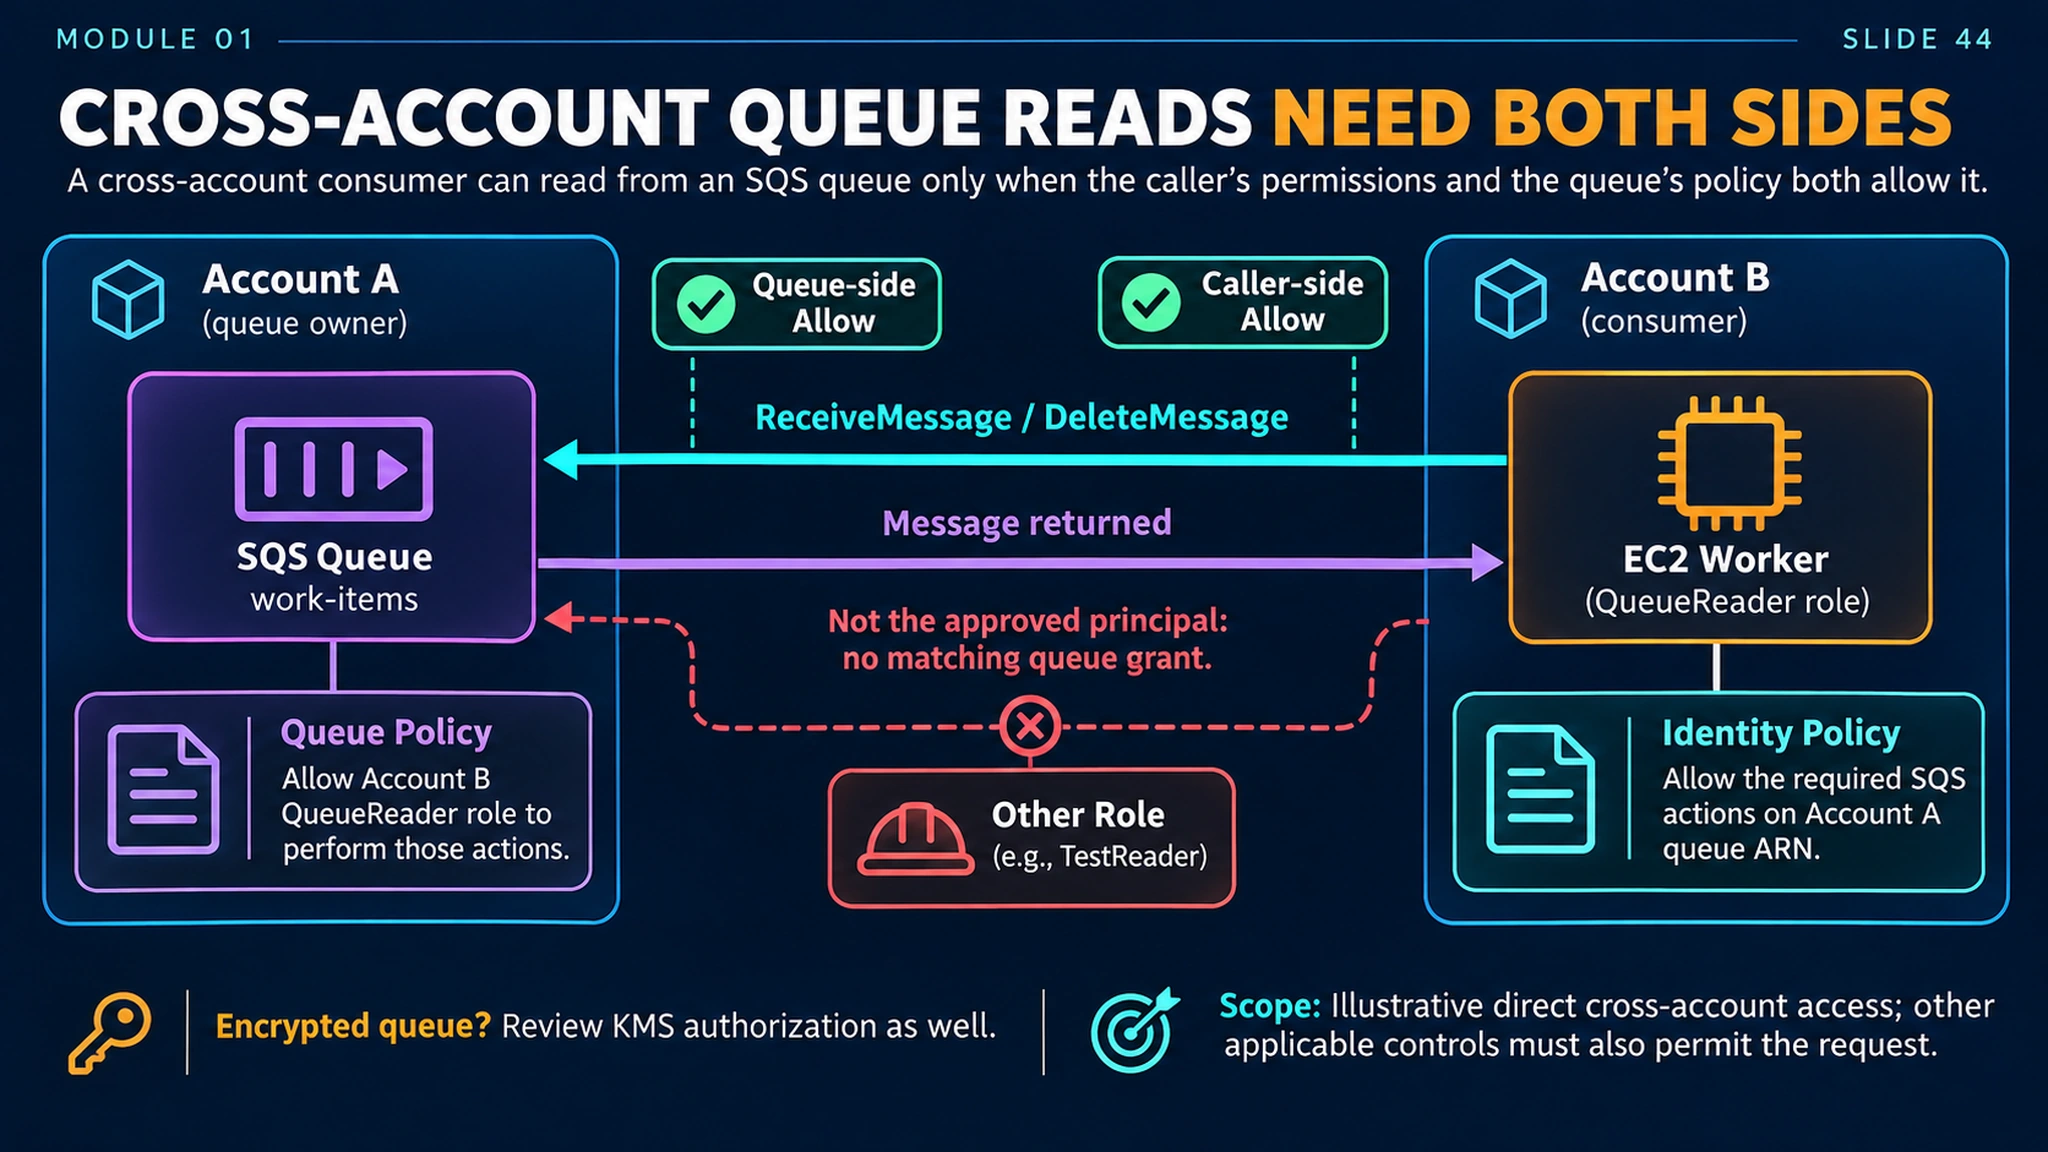 MODULE 01
SLIDE 44
CROSS-ACCOUNT QUEUE READS NEED BOTH SIDES
A cross-account consumer can read from an SQS queue only when the caller’s permissions and the queue’s policy both allow it.
Account A
(queue owner)
SQS Queue
work-items
Queue Policy
Allow Account B
QueueReader role to
perform those actions.
Queue-side
Allow
Caller-side
Allow
ReceiveMessage / DeleteMessage
Message returned
Not the approved principal:
no matching queue grant.
Other Role
(e.g., TestReader)
Account B
(consumer)
EC2 Worker
(QueueReader role)
Identity Policy
Allow the required SQS
actions on Account A
queue ARN.
Encrypted queue? Review KMS authorization as well.
Scope: Illustrative direct cross-account access; other
applicable controls must also permit the request.